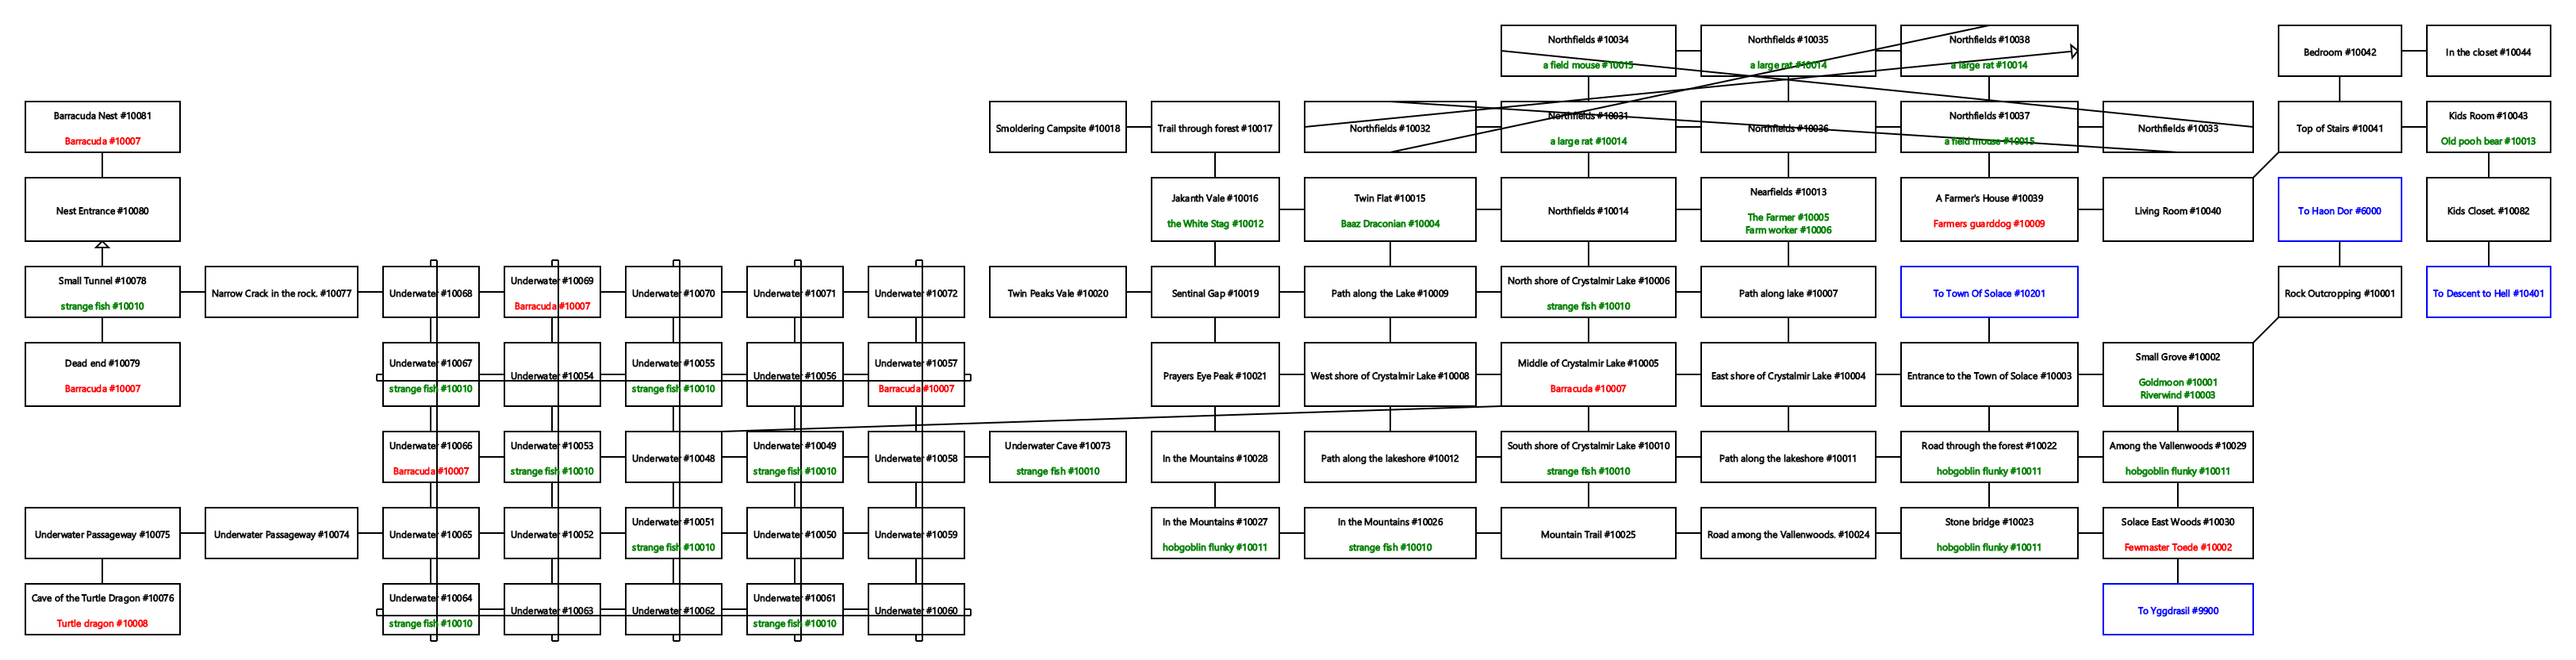 Northfields #10034
a field mouse #10015
Northfields #10035
a large rat #10014
Northfields #10038
a large rat #10014
Bedroom #10042
In the closet #10044
Barracuda Nest #10081
Barracuda #10007
Smoldering Campsite #10018
Trail through forest #10017
Northfields #10032
Northfields #10031
a large rat #10014
Northfields #10036
Northfields #10037
a field mouse #10015
Northfields #10033
Top of Stairs #10041
Kids Room #10043
Old pooh bear #10013
Nest Entrance #10080
Jakanth Vale #10016
the White Stag #10012
Twin Flat #10015
Baaz Draconian #10004
Northfields #10014
Nearfields #10013
The Farmer #10005
Farm worker #10006
A Farmer's House #10039
Farmers guarddog #10009
Living Room #10040
To Haon Dor #6000
Kids Closet. #10082
Small Tunnel #10078
strange fish #10010
Narrow Crack in the rock. #10077
Underwater #10068
Underwater #10069
Barracuda #10007
Underwater #10070
Underwater #10071
Underwater #10072
Twin Peaks Vale #10020
Sentinal Gap #10019
Path along the Lake #10009
North shore of Crystalmir Lake #10006
strange fish #10010
Path along lake #10007
To Town Of Solace #10201
Rock Outcropping #10001
To Descent to Hell #10401
Dead end #10079
Barracuda #10007
Underwater #10067
strange fish #10010
Underwater #10054
Underwater #10055
strange fish #10010
Underwater #10056
Underwater #10057
Barracuda #10007
Prayers Eye Peak #10021
West shore of Crystalmir Lake #10008
Middle of Crystalmir Lake #10005
Barracuda #10007
East shore of Crystalmir Lake #10004
Entrance to the Town of Solace #10003
Small Grove #10002
Goldmoon #10001
Riverwind #10003
Underwater #10066
Barracuda #10007
Underwater #10053
strange fish #10010
Underwater #10048
Underwater #10049
strange fish #10010
Underwater #10058
Underwater Cave #10073
strange fish #10010
In the Mountains #10028
Path along the lakeshore #10012
South shore of Crystalmir Lake #10010
strange fish #10010
Path along the lakeshore #10011
Road through the forest #10022
hobgoblin flunky #10011
Among the Vallenwoods #10029
hobgoblin flunky #10011
Underwater Passageway #10075
Underwater Passageway #10074
Underwater #10065
Underwater #10052
Underwater #10051
strange fish #10010
Underwater #10050
Underwater #10059
In the Mountains #10027
hobgoblin flunky #10011
In the Mountains #10026
strange fish #10010
Mountain Trail #10025
Road among the Vallenwoods. #10024
Stone bridge #10023
hobgoblin flunky #10011
Solace East Woods #10030
Fewmaster Toede #10002
Cave of the Turtle Dragon #10076
Turtle dragon #10008
Underwater #10064
strange fish #10010
Underwater #10063
Underwater #10062
Underwater #10061
strange fish #10010
Underwater #10060
To Yggdrasil #9900